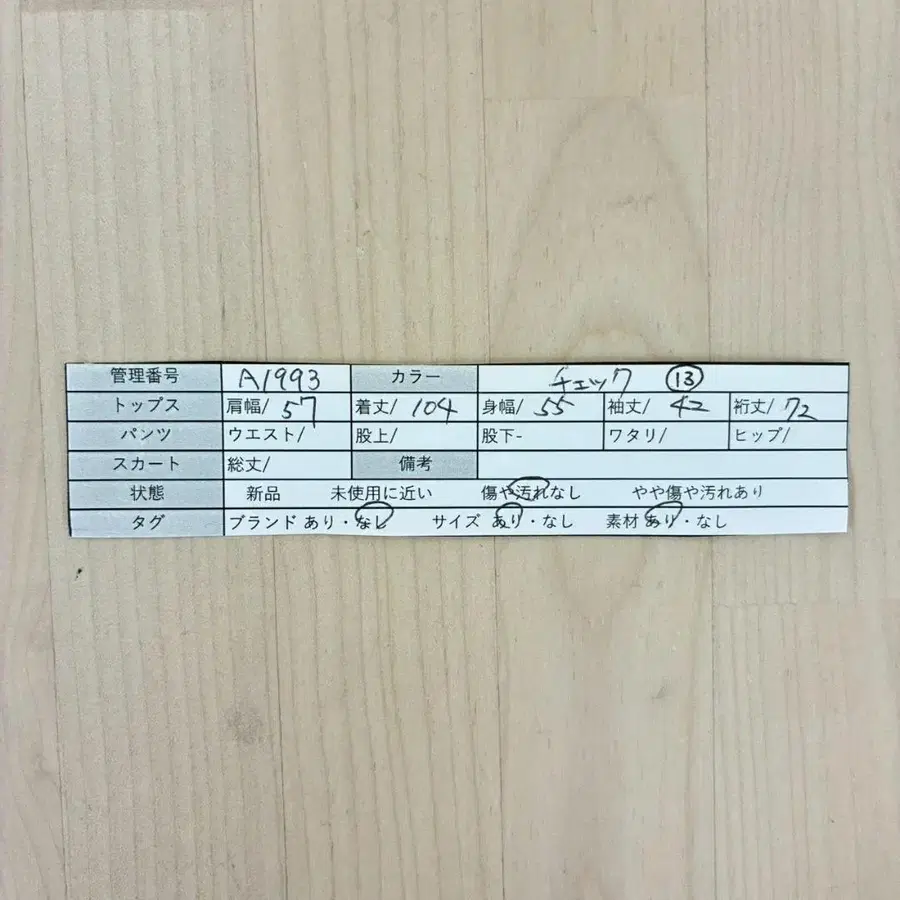 管理番号 A1993 カラー チェック ⑬
トップス 肩幅/ 57 着丈/ 104 身幅/ 55 袖丈/ 42 裄丈/ 72
パンツ ウエスト/ 股上/ 股下- ワタリ/ ヒップ/
スカート 総丈/ 備考
状態 新品 未使用に近い 傷や汚れなし やや傷や汚れあり
タグ ブランド あり・なし サイズ あり・なし 素材 あり・なし